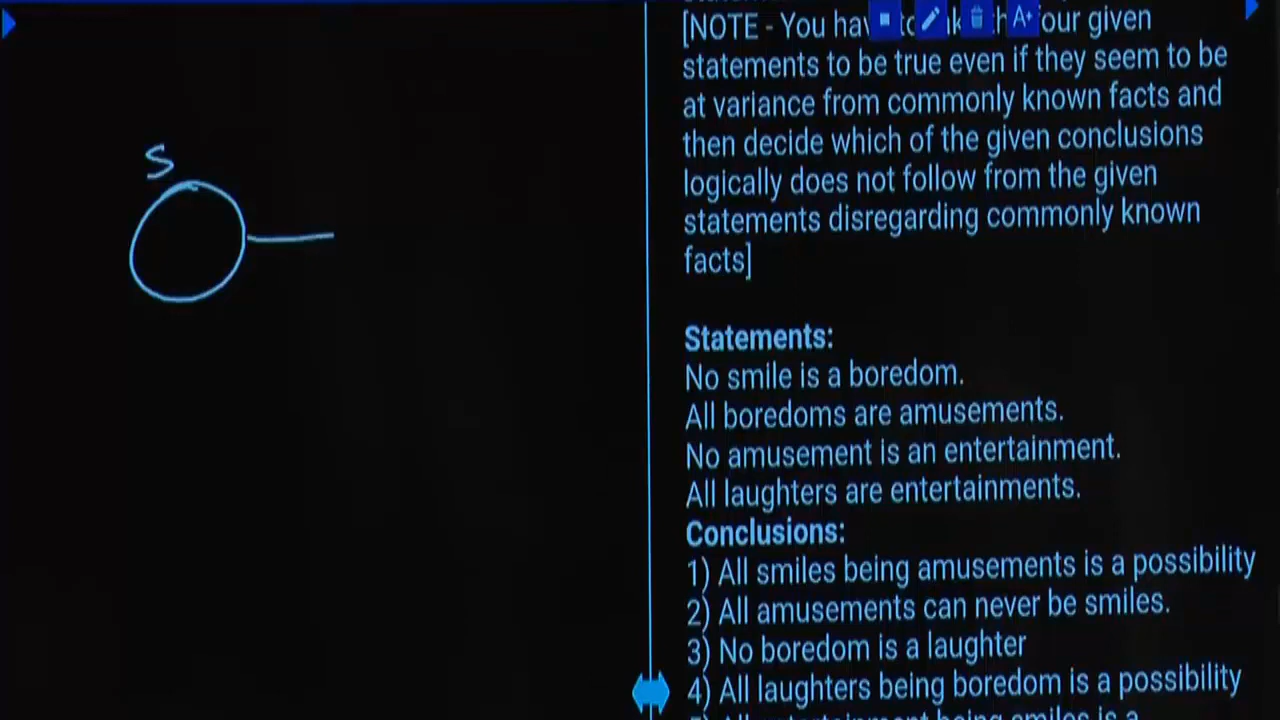 S
[NOTE - You four given
statements to be true even if they seem to be
at variance from commonly known facts and
then decide which of the given conclusions
logically does not follow from the given
statements disregarding commonly known
facts]
Statements:
No smile is a boredom.
All boredoms are amusements.
No amusement is an entertainment.
All laughters are entertainments.
Conclusions:
1) All smiles being amusements is a possibility
2) All amusements can never be smiles.
3) No boredom is a laughter
4) All laughters being boredom is a possibility